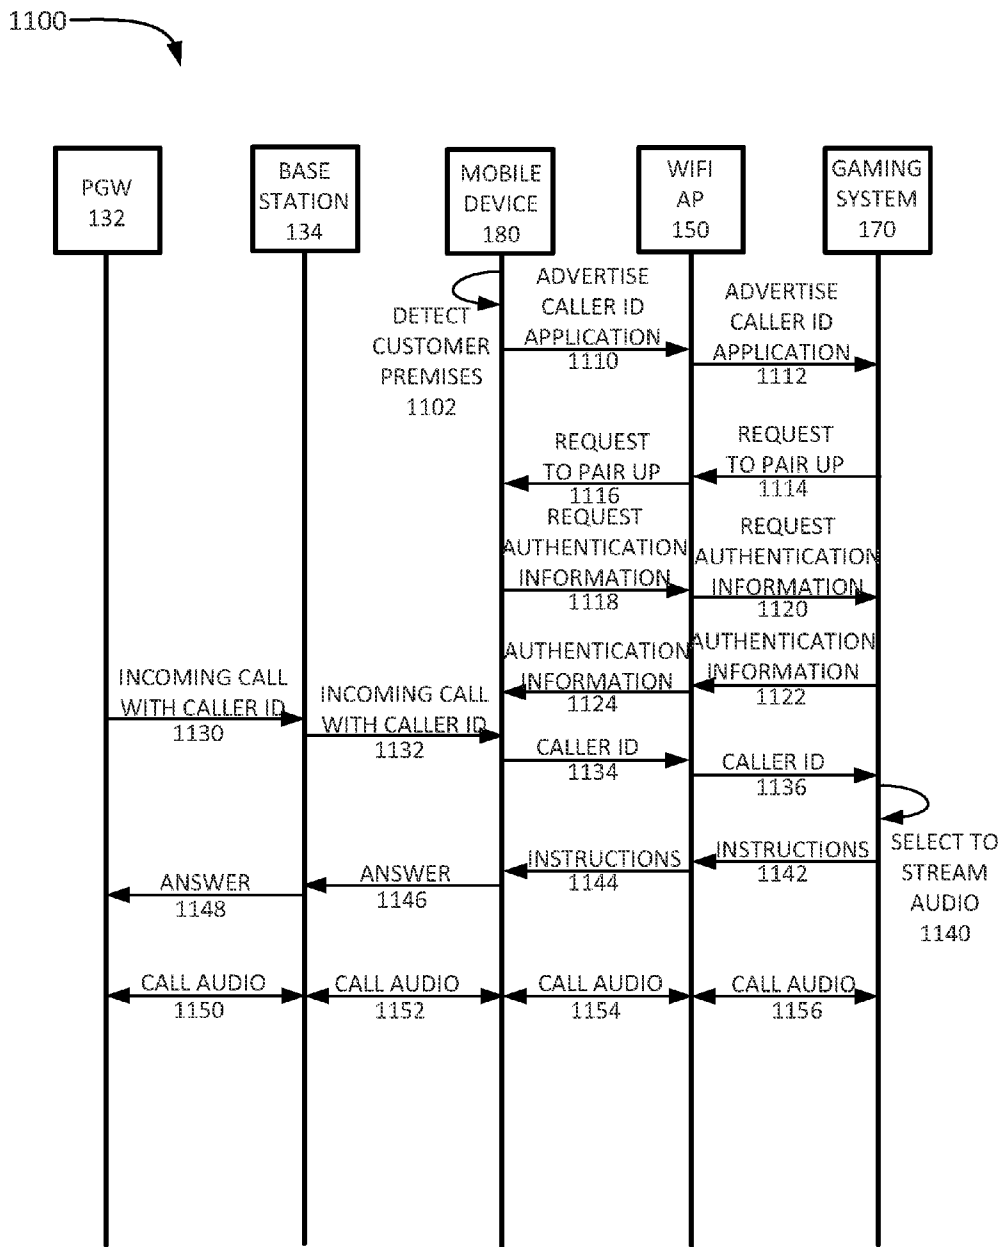 1100
PGW
132
BASE
STATION
134
MOBILE
DEVICE
180
WIFI
AP
150
GAMING
SYSTEM
170
DETECT
CUSTOMER
PREMISES
1102
ADVERTISE
CALLER ID
APPLICATION
1110
ADVERTISE
CALLER ID
APPLICATION
1112
REQUEST
TO PAIR UP
1114
REQUEST
TO PAIR UP
1116
REQUEST
AUTHENTICATION
INFORMATION
1118
REQUEST
AUTHENTICATION
INFORMATION
1120
AUTHENTICATION
INFORMATION
1122
AUTHENTICATION
INFORMATION
1124
INCOMING CALL
WITH CALLER ID
1130
INCOMING CALL
WITH CALLER ID
1132
CALLER ID
1134
CALLER ID
1136
SELECT TO
STREAM
AUDIO
1140
INSTRUCTIONS
1142
INSTRUCTIONS
1144
ANSWER
1146
ANSWER
1148
CALL AUDIO
1150
CALL AUDIO
1152
CALL AUDIO
1154
CALL AUDIO
1156